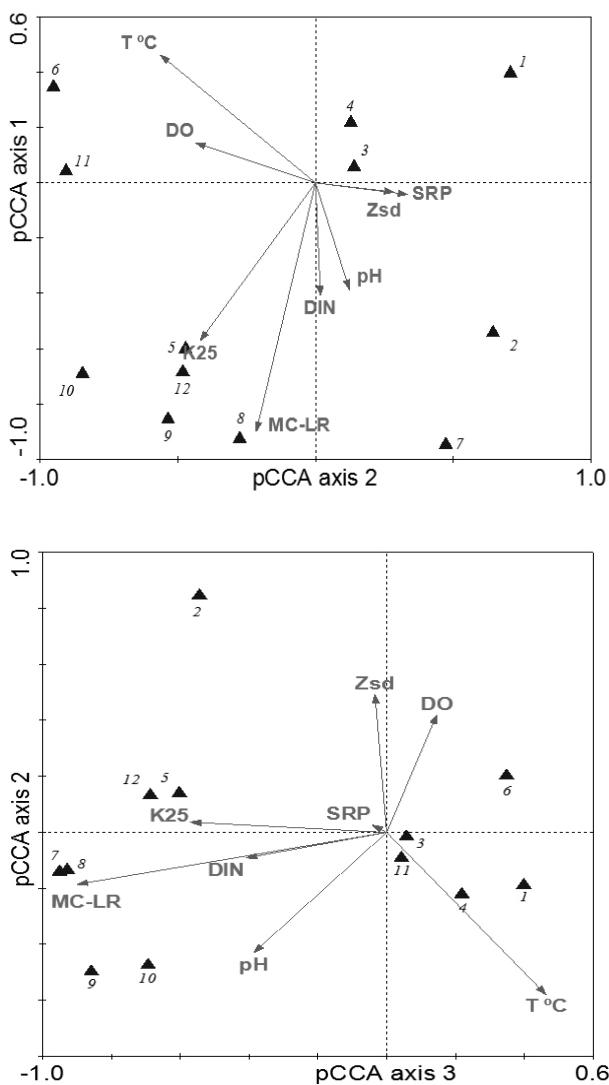 0.6
T ºC
6
1
4
DO
3
11
pCCA axis 1
SRP
Zsd
pH
DIN
2
5
K25
10
12
9
8
MC-LR
7
-1.0
-1.0
pCCA axis 2
1.0
1.0
2
Zsd
DO
12
5
6
K25
SRP
3
pCCA axis 2
DIN
11
7
8
MC-LR
4
1
pH
9
10
T ºC
-1.0
pCCA axis 3
0.6